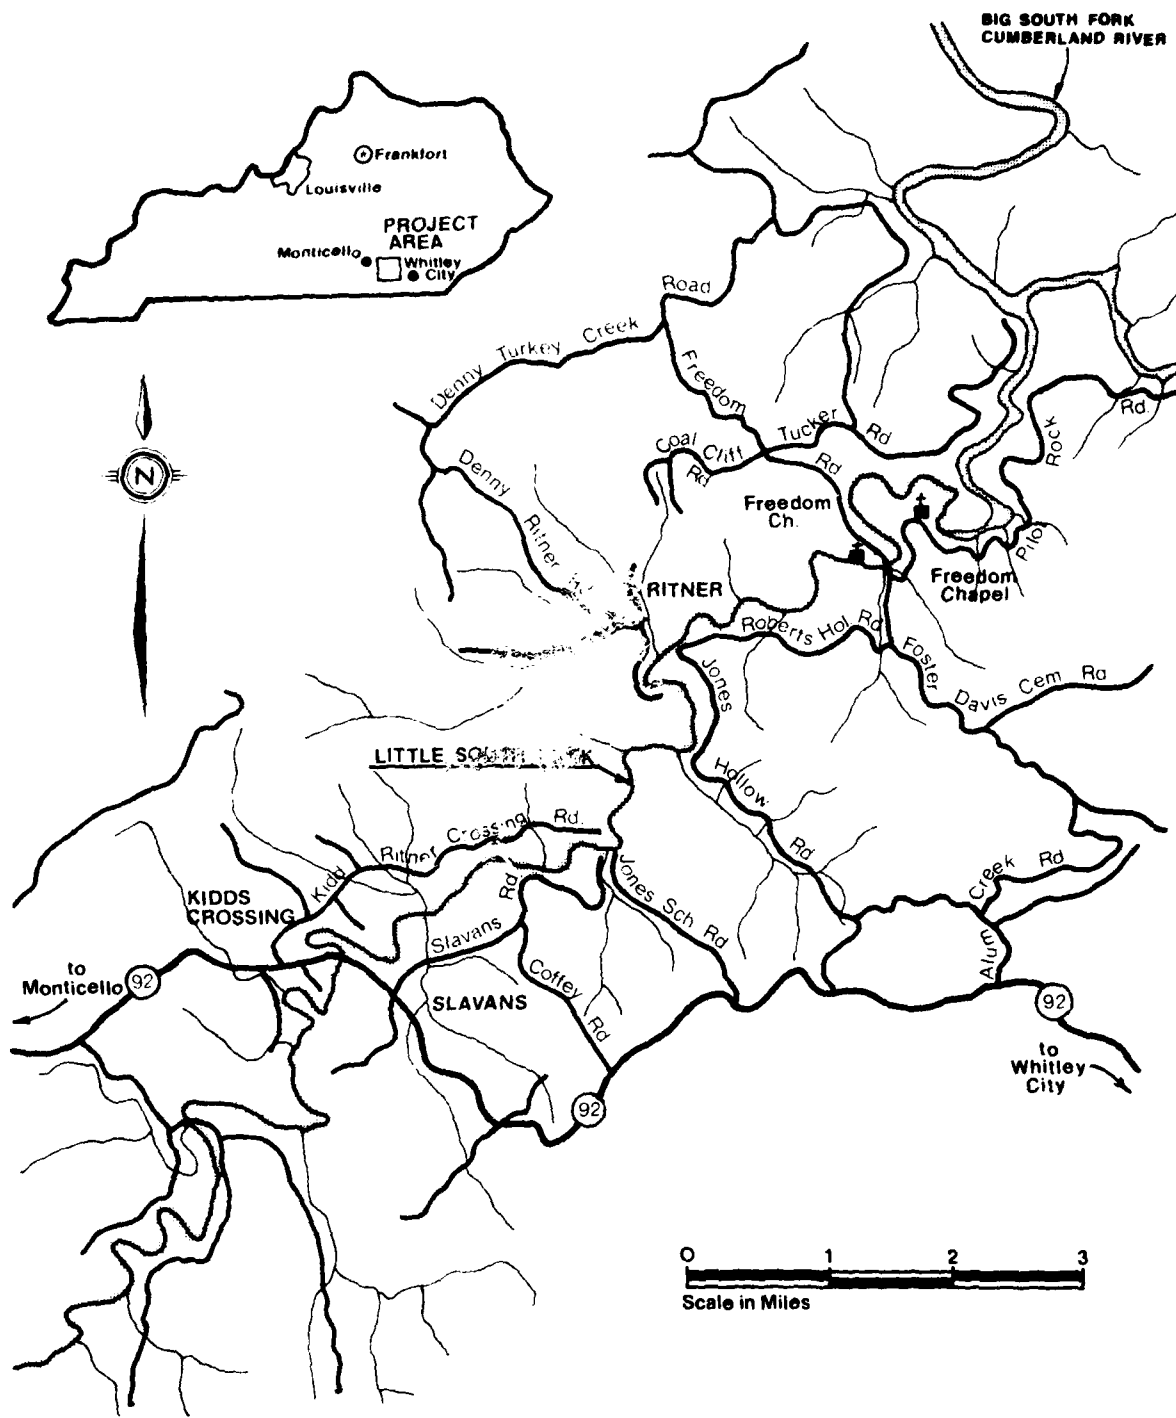 BIG SOUTH FORK
CUMBERLAND RIVER
Frankfort
Louisville
PROJECT
AREA
Monticello
Whitley
City
N
Denny Turkey Creek Road
Freedom
Rd
Denny
Ritner
Coal Cliff
Rd
Tucker
Rd
Rock
Rd.
Pilot
Freedom
Ch.
Freedom
Chapel
RITNER
Roberts Hol Rd
Foster
Davis Cem Rd
Jones
Hollow
Rd
LITTLE SOUTH
Kidd Ritner Crossing Rd.
KIDDS
CROSSING
Slavans
Rd
Jones Sch Rd
Coffey
Rd
SLAVANS
Alum
Creek Rd
to
Monticello
92
92
to
Whitley
City
92
0 1 2 3
Scale in Miles